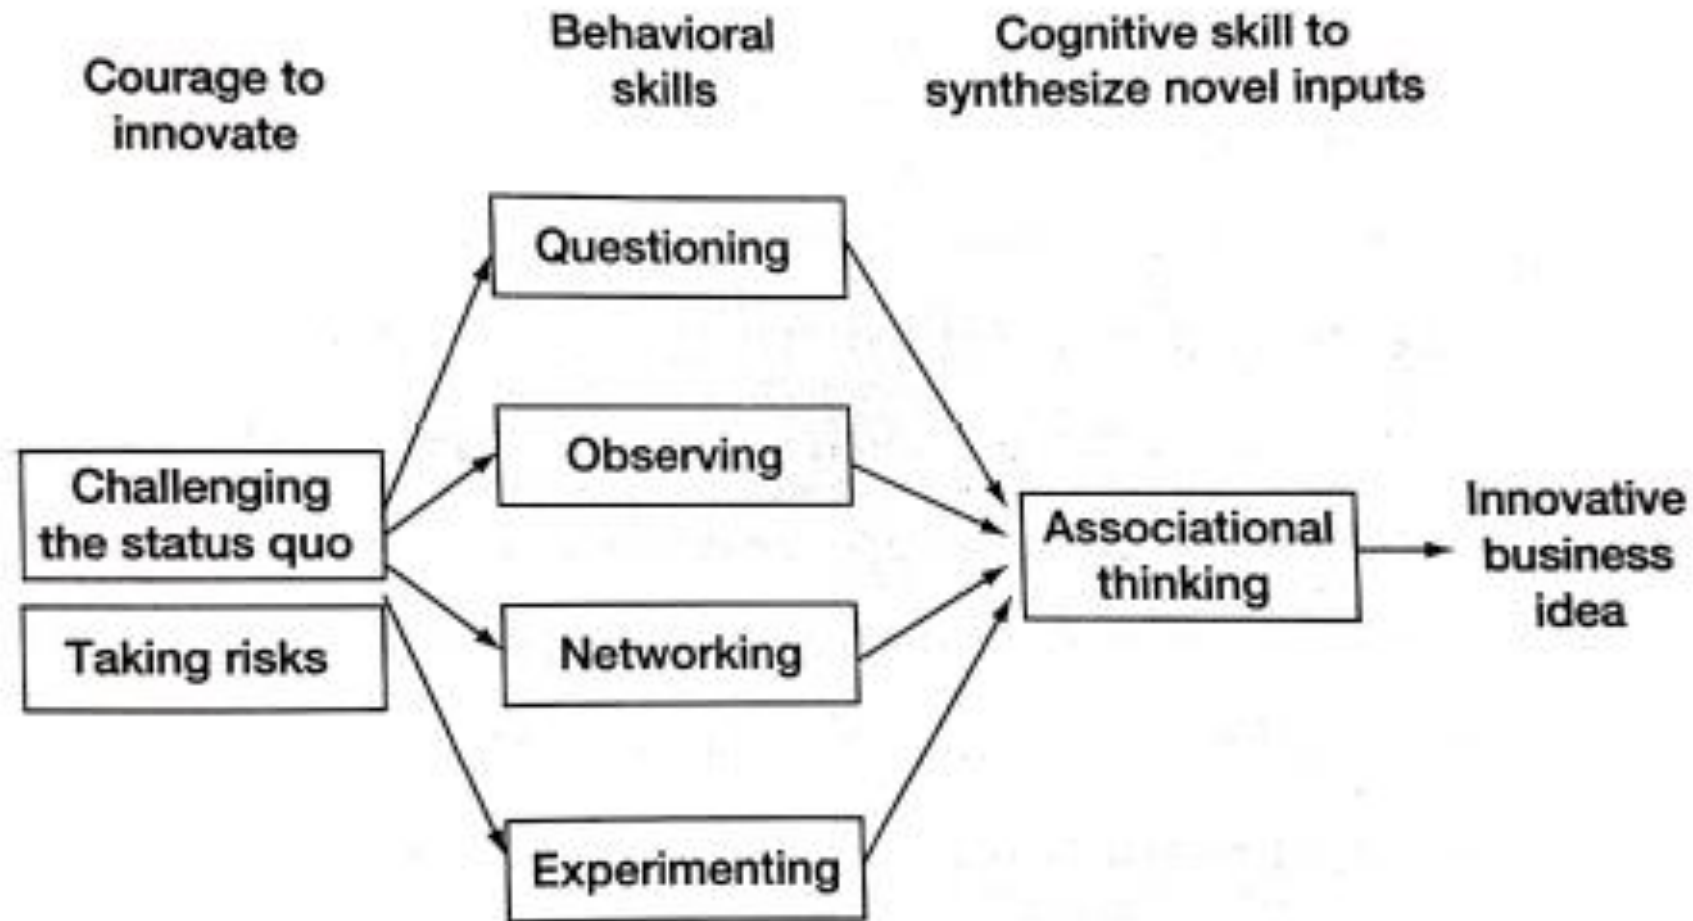 Courage to
innovate
Behavioral
skills
Cognitive skill to
synthesize novel inputs
Challenging
the status quo
Taking risks
Questioning
Observing
Networking
Experimenting
Associational
thinking
Innovative
business
idea